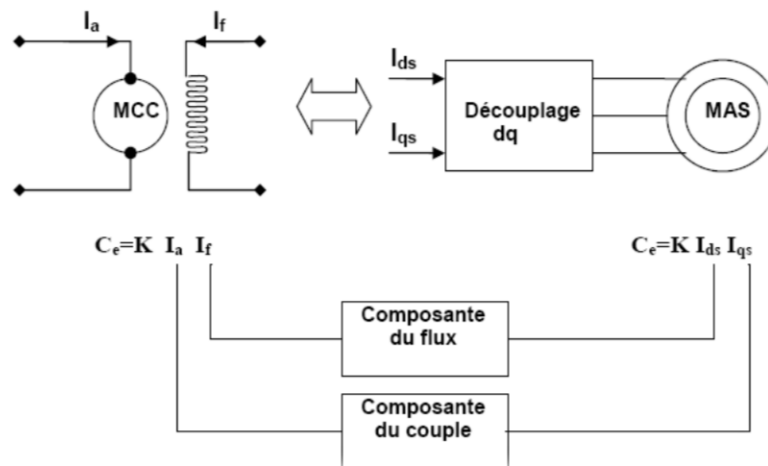 Ia
If
MCC
Ids
Iqs
Découplage
dq
MAS
Ce=K Ia If
Ce=K Ids Iqs
Composante
du flux
Composante
du couple